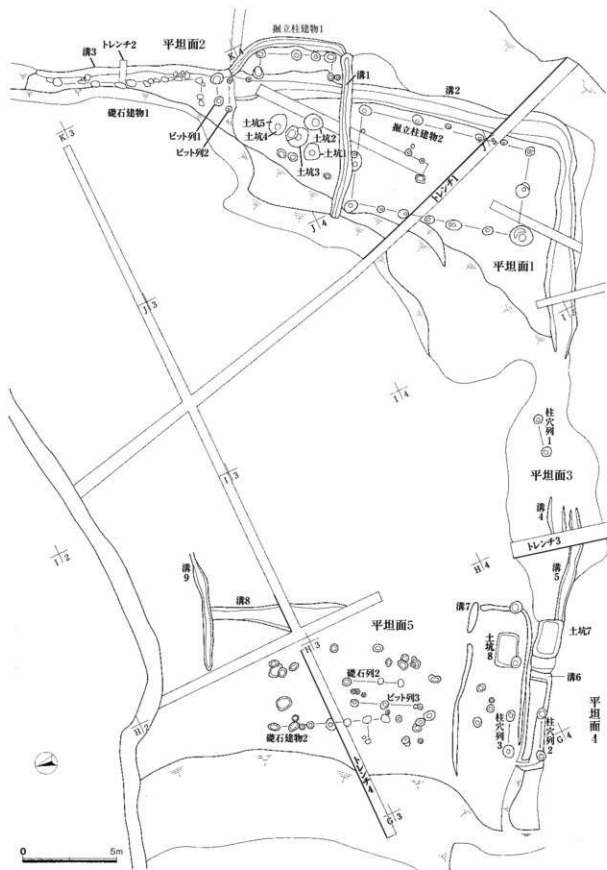 平坦面2
掘立柱建物1
溝3
トレンチ2
K 4
溝1
溝2
礎石建物1
ピット列1
ピット列2
土坑5
土坑4
土坑2
土坑1
土坑3
掘立柱建物2
K 3
J 5
トレンチ1
J 4
平坦面1
I 5
J 3
I 4
柱穴列1
平坦面3
I 3
溝4
トレンチ3
I 2
溝9
H 4
溝5
溝8
溝7
平坦面5
土坑7
土坑8
H 3
礎石列2
溝6
ピット列3
H 2
礎石建物2
柱穴列3
柱穴列2
G 4
平坦面4
トレンチ4
G 3
0 5m